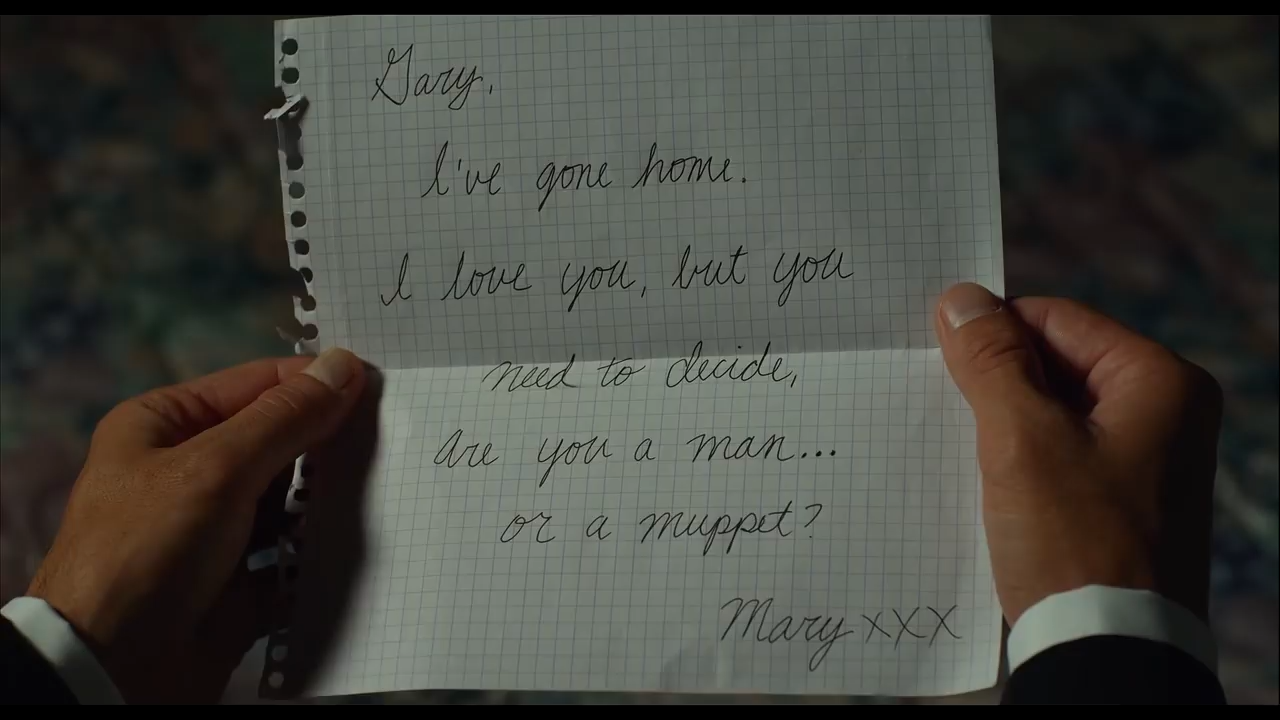 Gary,
I've gone home.
I love you, but you
need to decide,
are you a man...
or a muppet?
Mary xxx